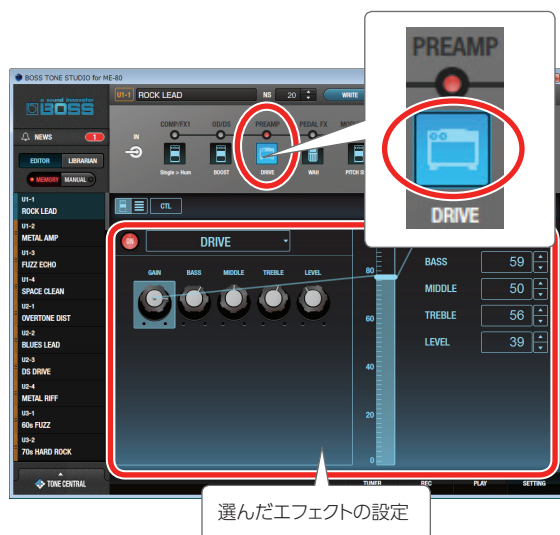 PREAMP
DRIVE
BOSS TONE STUDIO for ME-80
a sound innovator
BOSS
U1-1 ROCK LEAD NS 20 WRITE
NEWS 1
EDITOR LIBRARIAN
MEMORY MANUAL
IN COMP/FX1 OD/DS PREAMP PEDAL FX
Single > Hum BOOST DRIVE WAH
CTL
U1-1
ROCK LEAD
U1-2
METAL AMP
U1-3
FUZZ ECHO
U1-4
SPACE CLEAN
U2-1
OVERTONE DIST
U2-2
BLUES LEAD
U2-3
DS DRIVE
U2-4
METAL RIFF
U3-1
60s FUZZ
U3-2
70s HARD ROCK
TONE CENTRAL
ON DRIVE
GAIN BASS MIDDLE TREBLE LEVEL
80
60
40
20
0
BASS 59
MIDDLE 50
TREBLE 56
LEVEL 39
TUNER REC PLAY SETTING
選んだエフェクトの設定